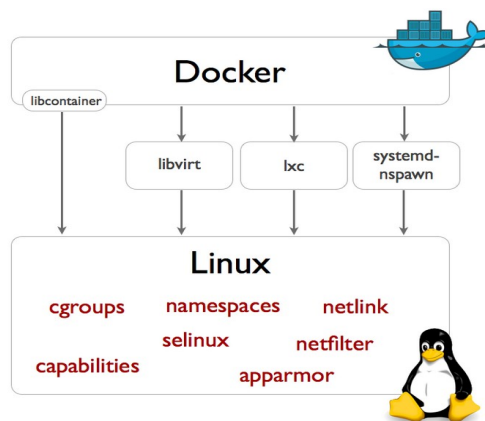 Docker
libcontainer
libvirt
lxc
systemd-
nspawn
Linux
cgroups
namespaces
netlink
selinux
netfilter
capabilities
apparmor